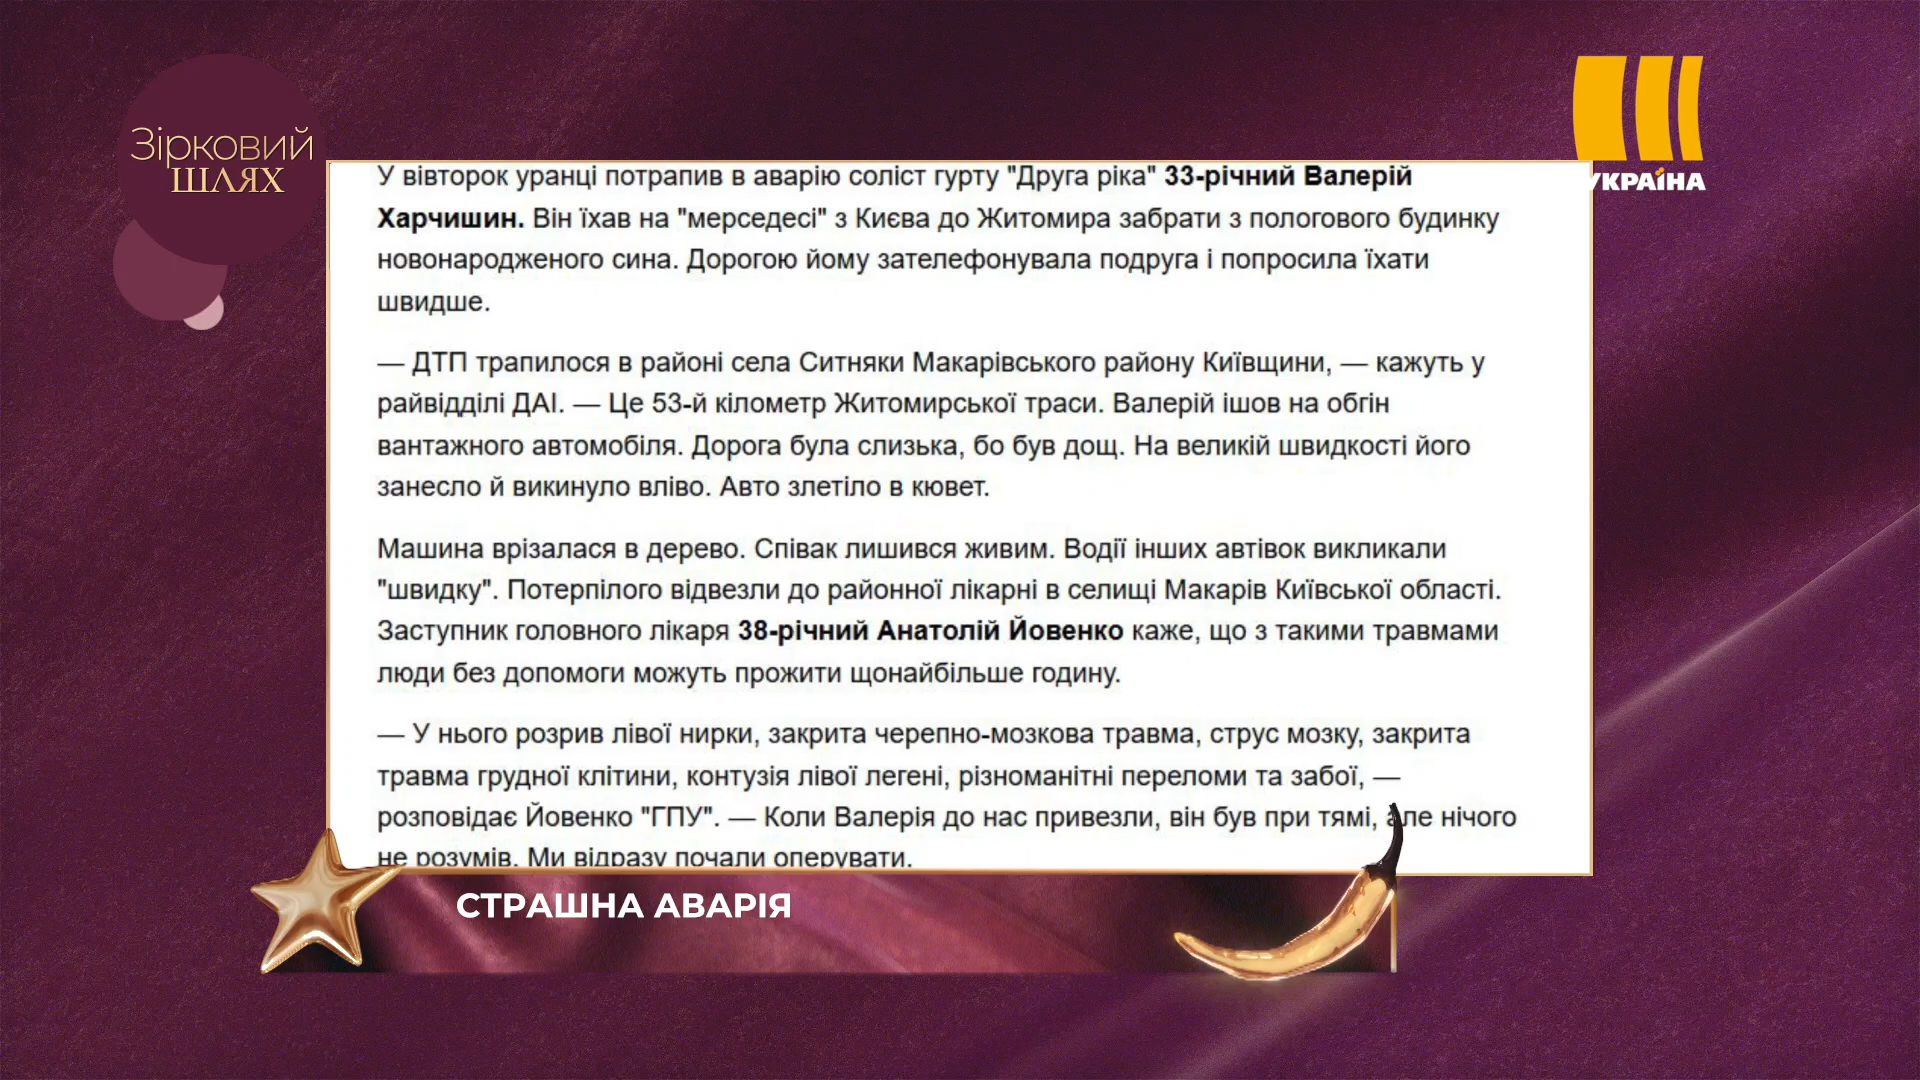 Зірковий
ШЛЯХ
УКРАЇНА
У вівторок уранці потрапив в аварію соліст гурту "Друга ріка" 33-річний Валерій
Харчишин. Він їхав на "мерседесі" з Києва до Житомира забрати з пологового будинку
новонародженого сина. Дорогою йому зателефонувала подруга і попросила їхати
швидше.
— ДТП трапилося в районі села Ситняки Макарівського району Київщини, — кажуть у
райвідділі ДАІ. — Це 53-й кілометр Житомирської траси. Валерій ішов на обгін
вантажного автомобіля. Дорога була слизька, бо був дощ. На великій швидкості його
занесло й викинуло вліво. Авто злетіло в кювет.
Машина врізалася в дерево. Співак лишився живим. Водії інших автівок викликали
"швидку". Потерпілого відвезли до районної лікарні в селищі Макарів Київської області.
Заступник головного лікаря 38-річний Анатолій Йовенко каже, що з такими травмами
люди без допомоги можуть прожити щонайбільше годину.
— У нього розрив лівої нирки, закрита черепно-мозкова травма, струс мозку, закрита
травма грудної клітини, контузія лівої легені, різноманітні переломи та забої, —
розповідає Йовенко "ГПУ". — Коли Валерія до нас привезли, він був при тямі, але нічого
не розумів. Ми відразу почали оперувати.
СТРАШНА АВАРІЯ